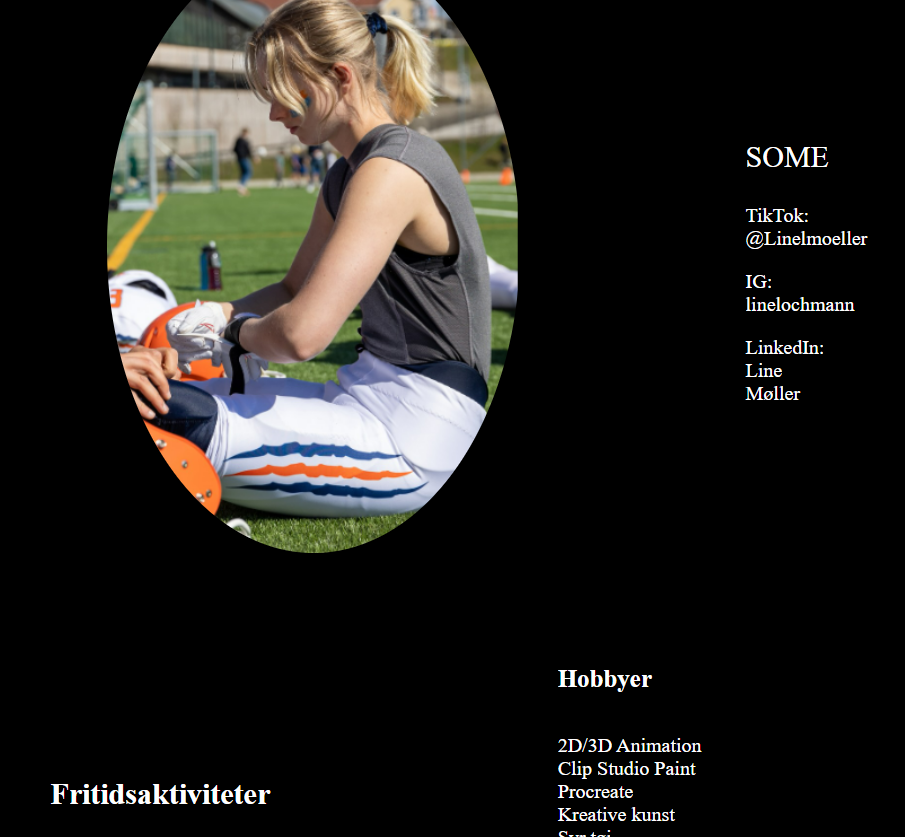 SOME
TikTok:
@Linelmoeller
IG:
linelochmann
LinkedIn:
Line
Møller
Hobbyer
2D/3D Animation
Clip Studio Paint
Procreate
Kreative kunst
Fritidsaktiviteter